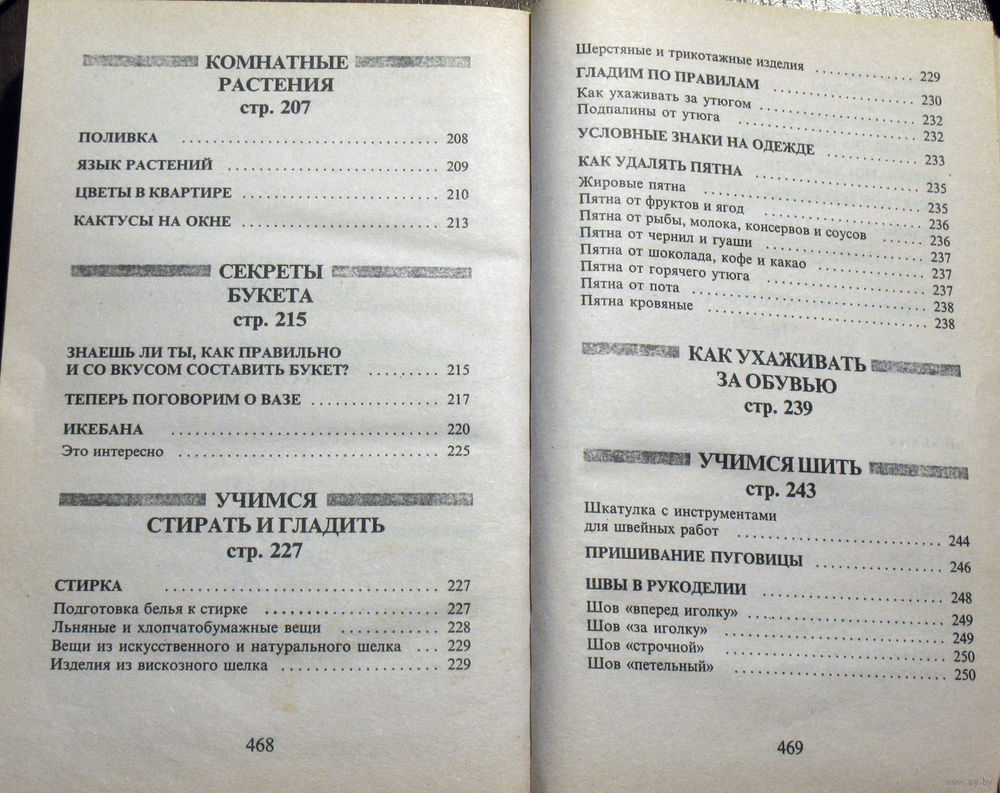 КОМНАТНЫЕ
РАСТЕНИЯ
стр. 207
ПОЛИВКА 208
ЯЗЫК РАСТЕНИЙ 209
ЦВЕТЫ В КВАРТИРЕ 210
КАКТУСЫ НА ОКНЕ 213
СЕКРЕТЫ
БУКЕТА
стр. 215
ЗНАЕШЬ ЛИ ТЫ, КАК ПРАВИЛЬНО
И СО ВКУСОМ СОСТАВИТЬ БУКЕТ? 215
ТЕПЕРЬ ПОГОВОРИМ О ВАЗЕ 217
ИКЕБАНА 220
Это интересно 225
УЧИМСЯ
СТИРАТЬ И ГЛАДИТЬ
стр. 227
СТИРКА 227
Подготовка белья к стирке 227
Льняные и хлопчатобумажные вещи 228
Вещи из искусственного и натурального шелка 229
Изделия из вискозного шелка 229
468
Шерстяные и трикотажные изделия 229
ГЛАДИМ ПО ПРАВИЛАМ 230
Как ухаживать за утюгом 232
Подпалины от утюга 232
УСЛОВНЫЕ ЗНАКИ НА ОДЕЖДЕ 233
КАК УДАЛЯТЬ ПЯТНА 235
Жировые пятна 235
Пятна от фруктов и ягод 236
Пятна от рыбы, молока, консервов и соусов 236
Пятна от чернил и гуаши 237
Пятна от шоколада, кофе и какао 237
Пятна от горячего утюга 237
Пятна от пота 238
Пятна кровяные 238
КАК УХАЖИВАТЬ
ЗА ОБУВЬЮ
стр. 239
УЧИМСЯ ШИТЬ
стр. 243
Шкатулка с инструментами
для швейных работ 244
ПРИШИВАНИЕ ПУГОВИЦЫ 246
ШВЫ В РУКОДЕЛИИ 248
Шов «вперед иголку» 249
Шов «за иголку» 249
Шов «строчной» 250
Шов «петельный» 250
469
www.ay.by